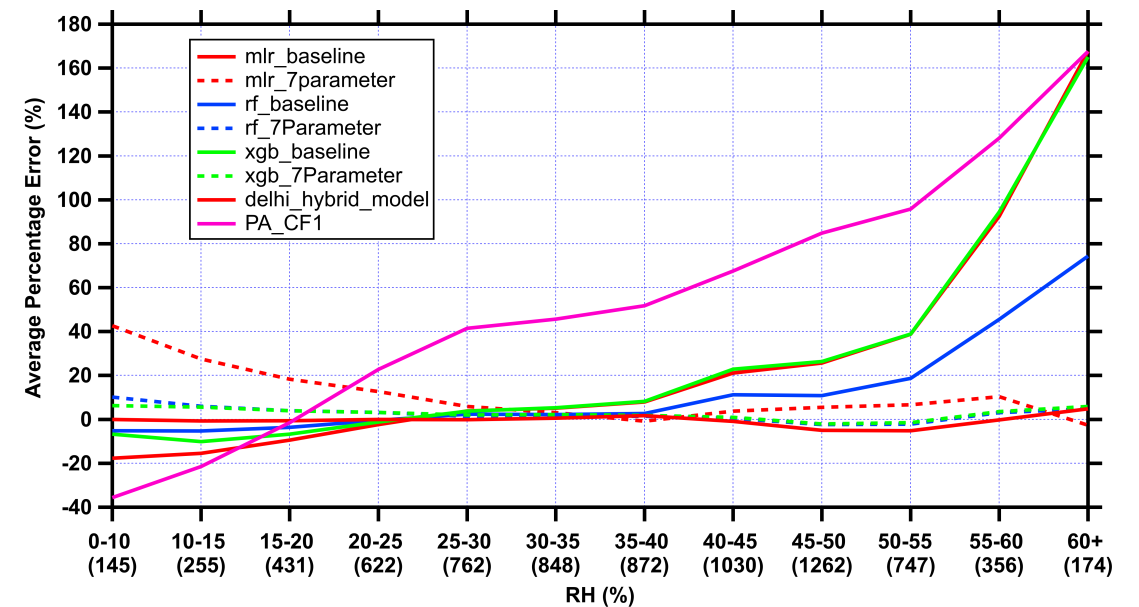 Average Percentage Error (%)
180
160
140
120
100
80
60
40
20
0
-20
-40
mlr_baseline
mlr_7parameter
rf_baseline
rf_7Parameter
xgb_baseline
xgb_7Parameter
delhi_hybrid_model
PA_CF1
0-10 10-15 15-20 20-25 25-30 30-35 35-40 40-45 45-50 50-55 55-60 60+
(145) (255) (431) (622) (762) (848) (872) (1030) (1262) (747) (356) (174)
RH (%)